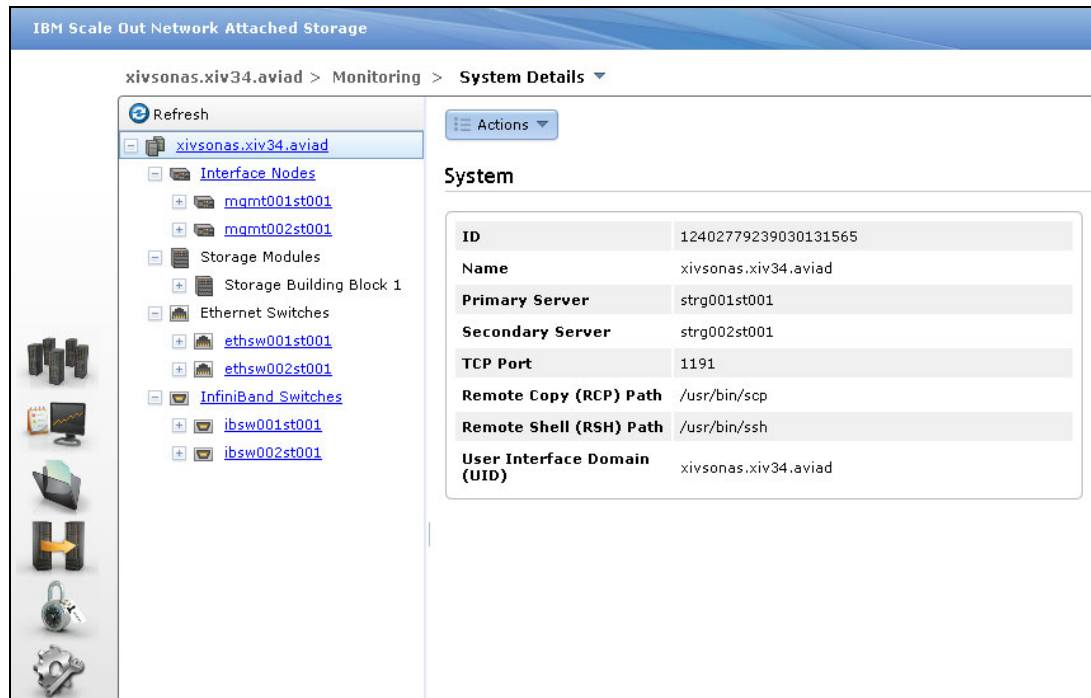 IBM Scale Out Network Attached Storage
xivsonas.xiv34.aviad > Monitoring > System Details
Refresh
xivsonas.xiv34.aviad
Interface Nodes
mgmt001st001
mgmt002st001
Storage Modules
Storage Building Block 1
Ethernet Switches
ethsw001st001
ethsw002st001
InfiniBand Switches
ibsw001st001
ibsw002st001
Actions
System
ID 12402779239030131565
Name xivsonas.xiv34.aviad
Primary Server strg001st001
Secondary Server strg002st001
TCP Port 1191
Remote Copy (RCP) Path /usr/bin/scp
Remote Shell (RSH) Path /usr/bin/ssh
User Interface Domain
(UID) xivsonas.xiv34.aviad